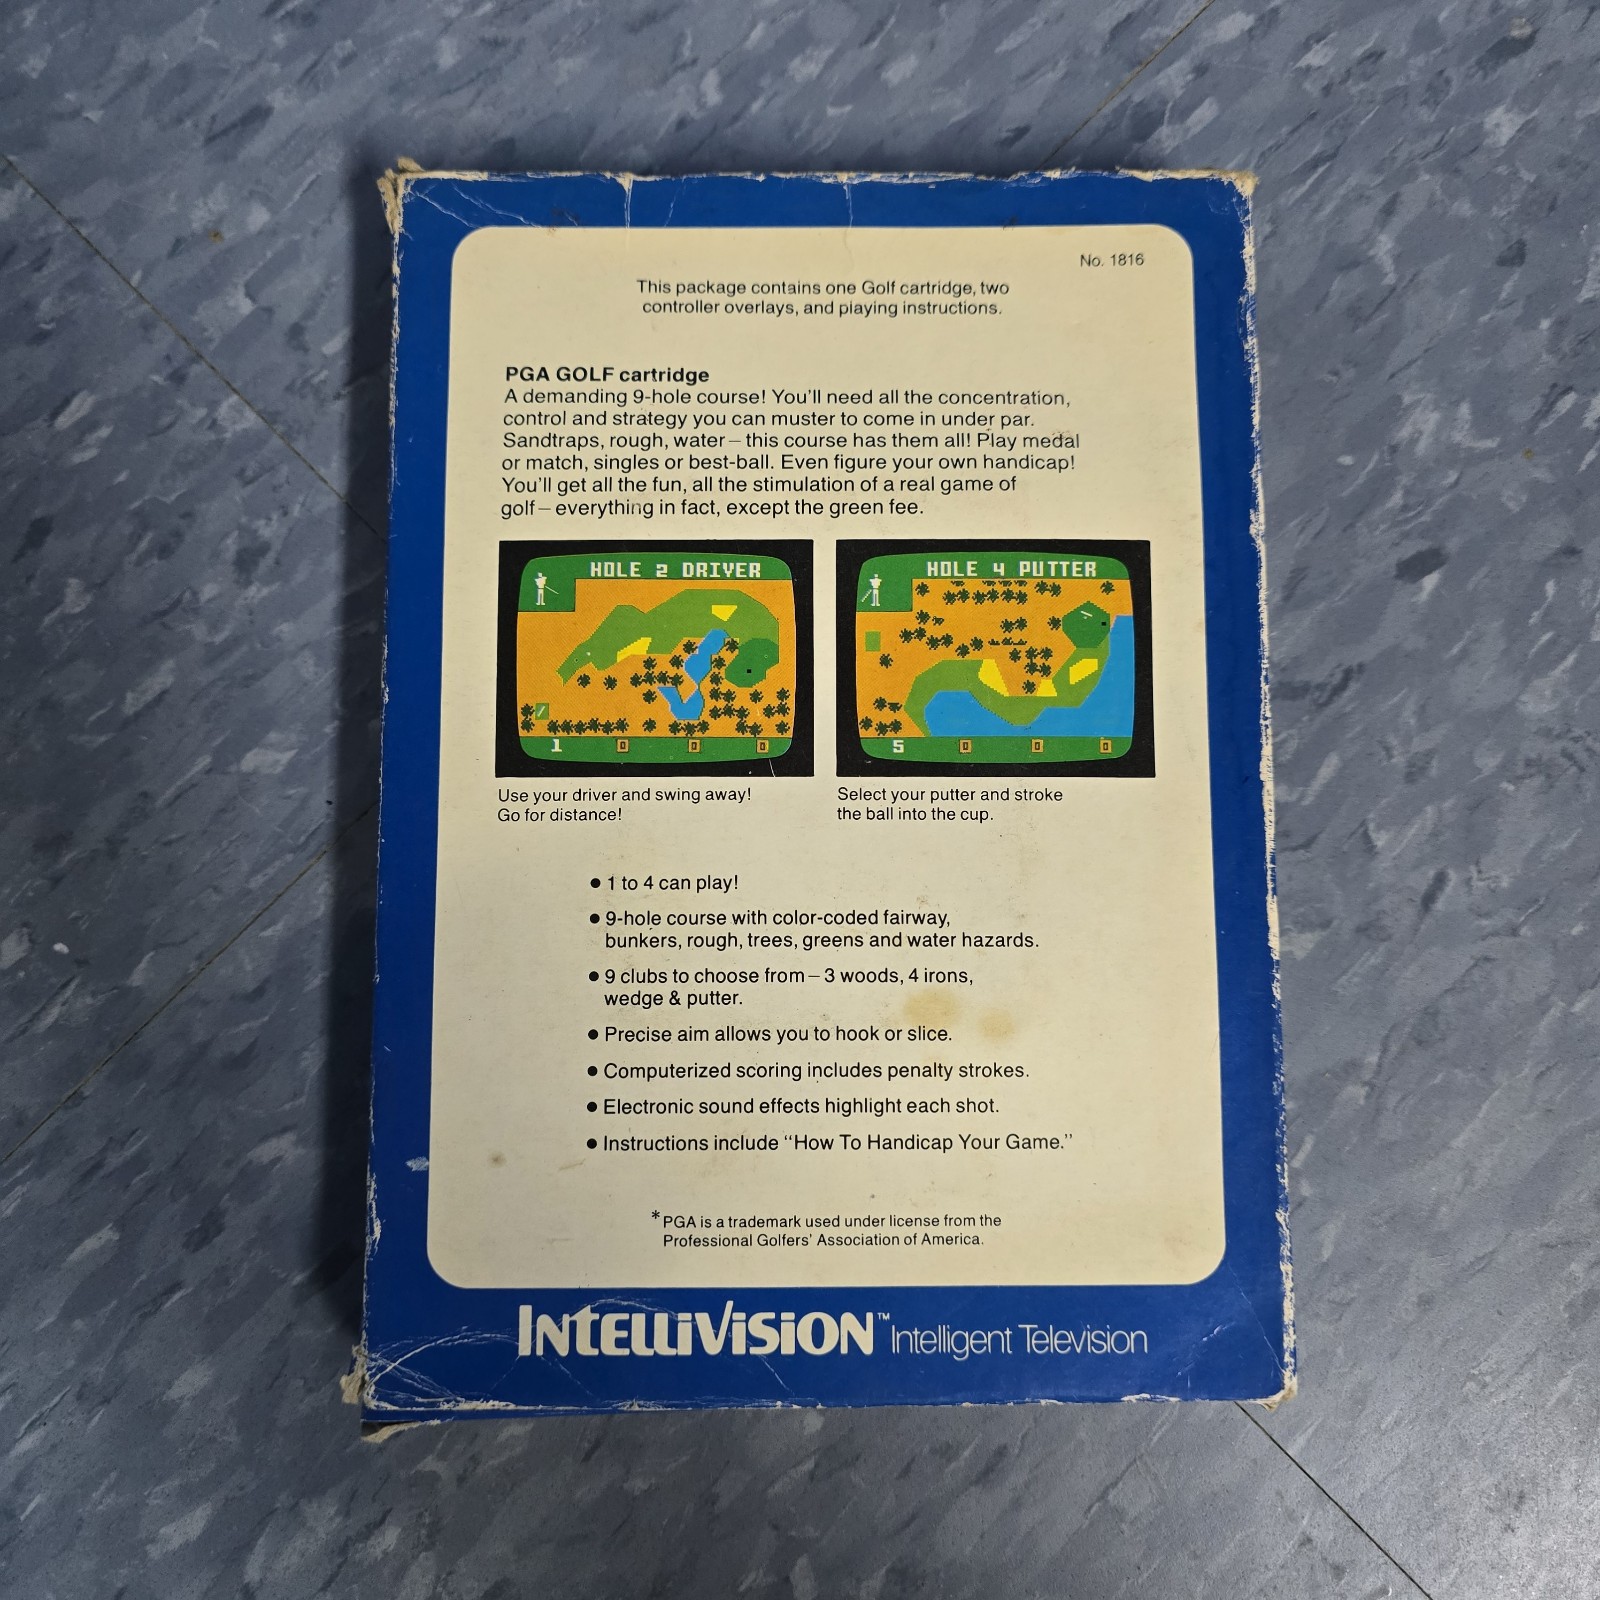 No. 1816
This package contains one Golf cartridge, two
controller overlays, and playing instructions.
PGA GOLF cartridge
A demanding 9-hole course! You'll need all the concentration,
control and strategy you can muster to come in under par.
Sandtraps, rough, water—this course has them all! Play medal
or match, singles or best-ball. Even figure your own handicap!
You'll get all the fun, all the stimulation of a real game of
golf—everything in fact, except the green fee.
HOLE 2 DRIVER
1 0 0 0
Use your driver and swing away!
Go for distance!
HOLE 4 PUTTER
5 0 0 0
Select your putter and stroke
the ball into the cup.
● 1 to 4 can play!
● 9-hole course with color-coded fairway,
bunkers, rough, trees, greens and water hazards.
● 9 clubs to choose from—3 woods, 4 irons,
wedge & putter.
● Precise aim allows you to hook or slice.
● Computerized scoring includes penalty strokes.
● Electronic sound effects highlight each shot.
● Instructions include "How To Handicap Your Game."
*PGA is a trademark used under license from the
Professional Golfers' Association of America.
INTELLIVISION™ Intelligent Television